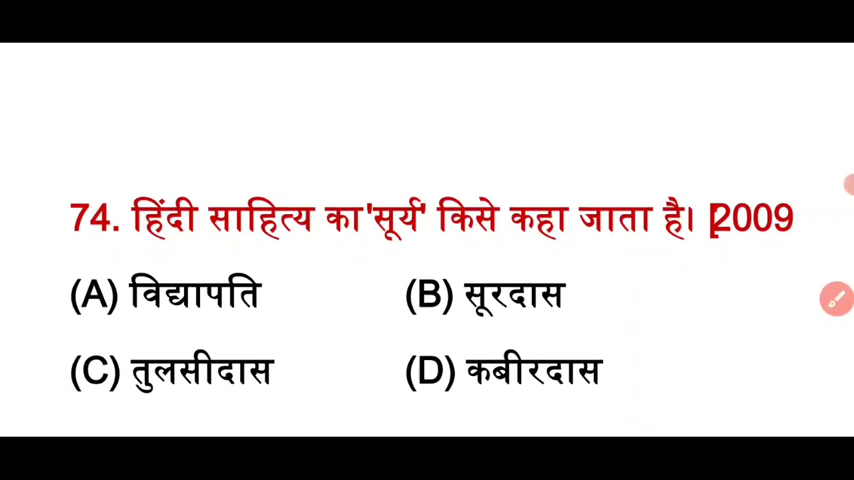 74. हिंदी साहित्य का 'सूर्य' किसे कहा जाता है। [2009
(A) विद्यापति (B) सूरदास
(C) तुलसीदास (D) कबीरदास